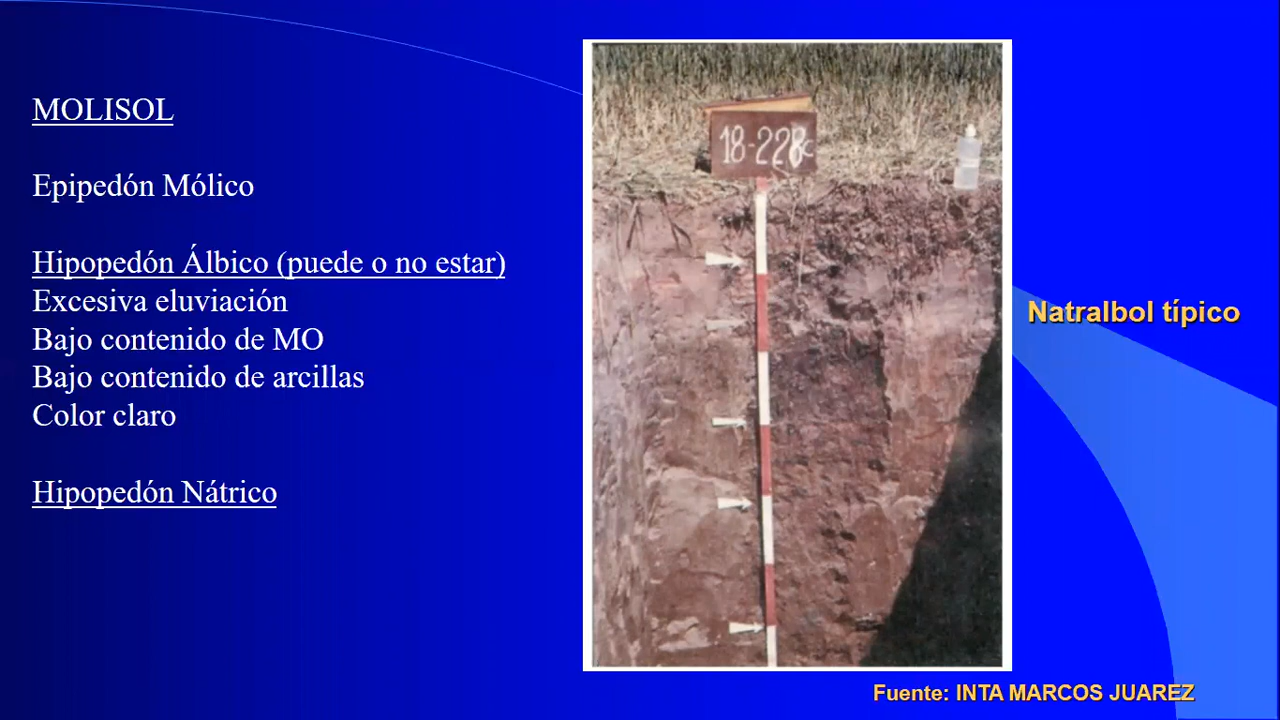 MOLISOL
Epipedón Mólico
Hipopedón Álbico (puede o no estar)
Excesiva eluviación
Bajo contenido de MO
Bajo contenido de arcillas
Color claro
Hipopedón Nátrico
18-228c
Natralbol típico
Fuente: INTA MARCOS JUAREZ